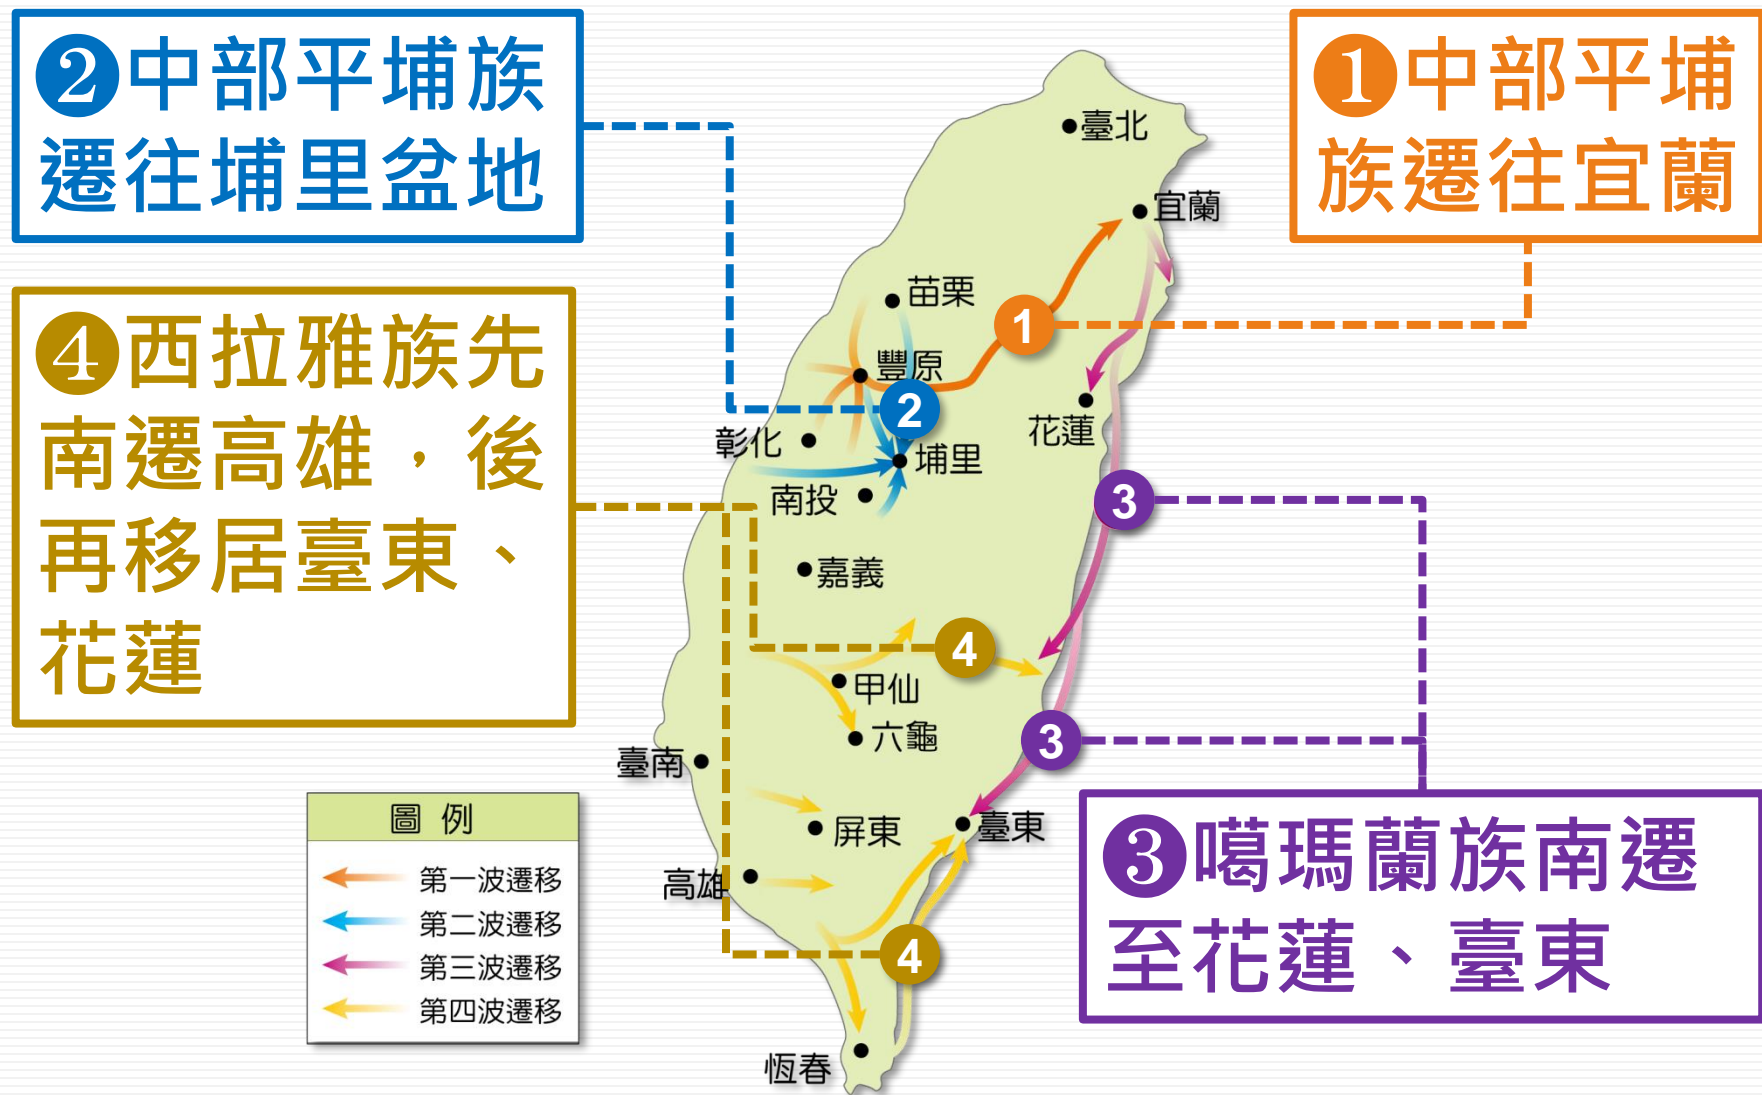 ❷中部平埔族
遷往埔里盆地
❶中部平埔
族遷往宜蘭
❹西拉雅族先
南遷高雄，後
再移居臺東、
花蓮
❸噶瑪蘭族南遷
至花蓮、臺東
臺北
宜蘭
苗栗
1
豐原
2
花蓮
彰化
埔里
南投
3
嘉義
4
甲仙
六龜
3
臺南
屏東
臺東
高雄
4
恆春
圖例
第一波遷移
第二波遷移
第三波遷移
第四波遷移